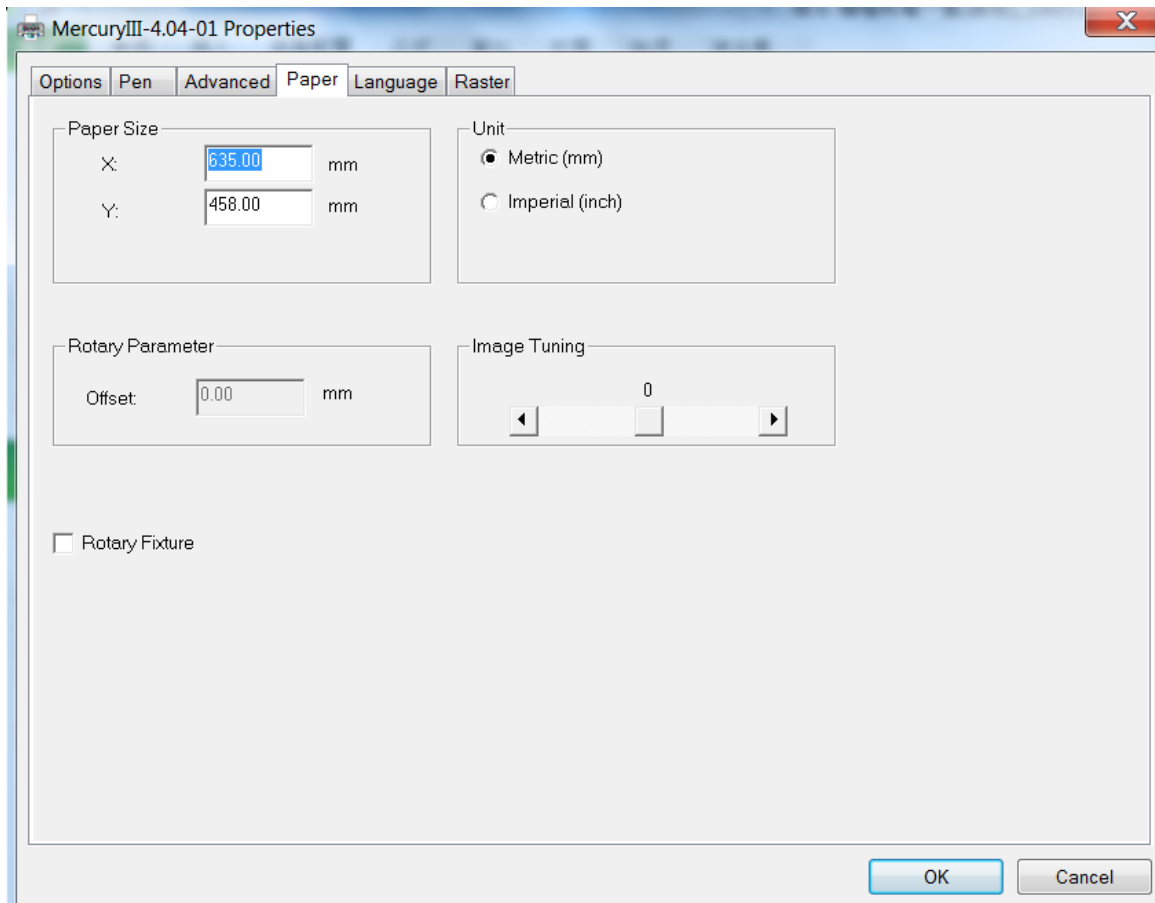 MercuryIII-4.04-01 Properties
Options Pen Advanced Paper Language Raster
Paper Size
X: 635.00 mm
Y: 458.00 mm
Unit
Metric (mm)
Imperial (inch)
Rotary Parameter
Offset: 0.00 mm
Image Tuning
0
Rotary Fixture
OK Cancel